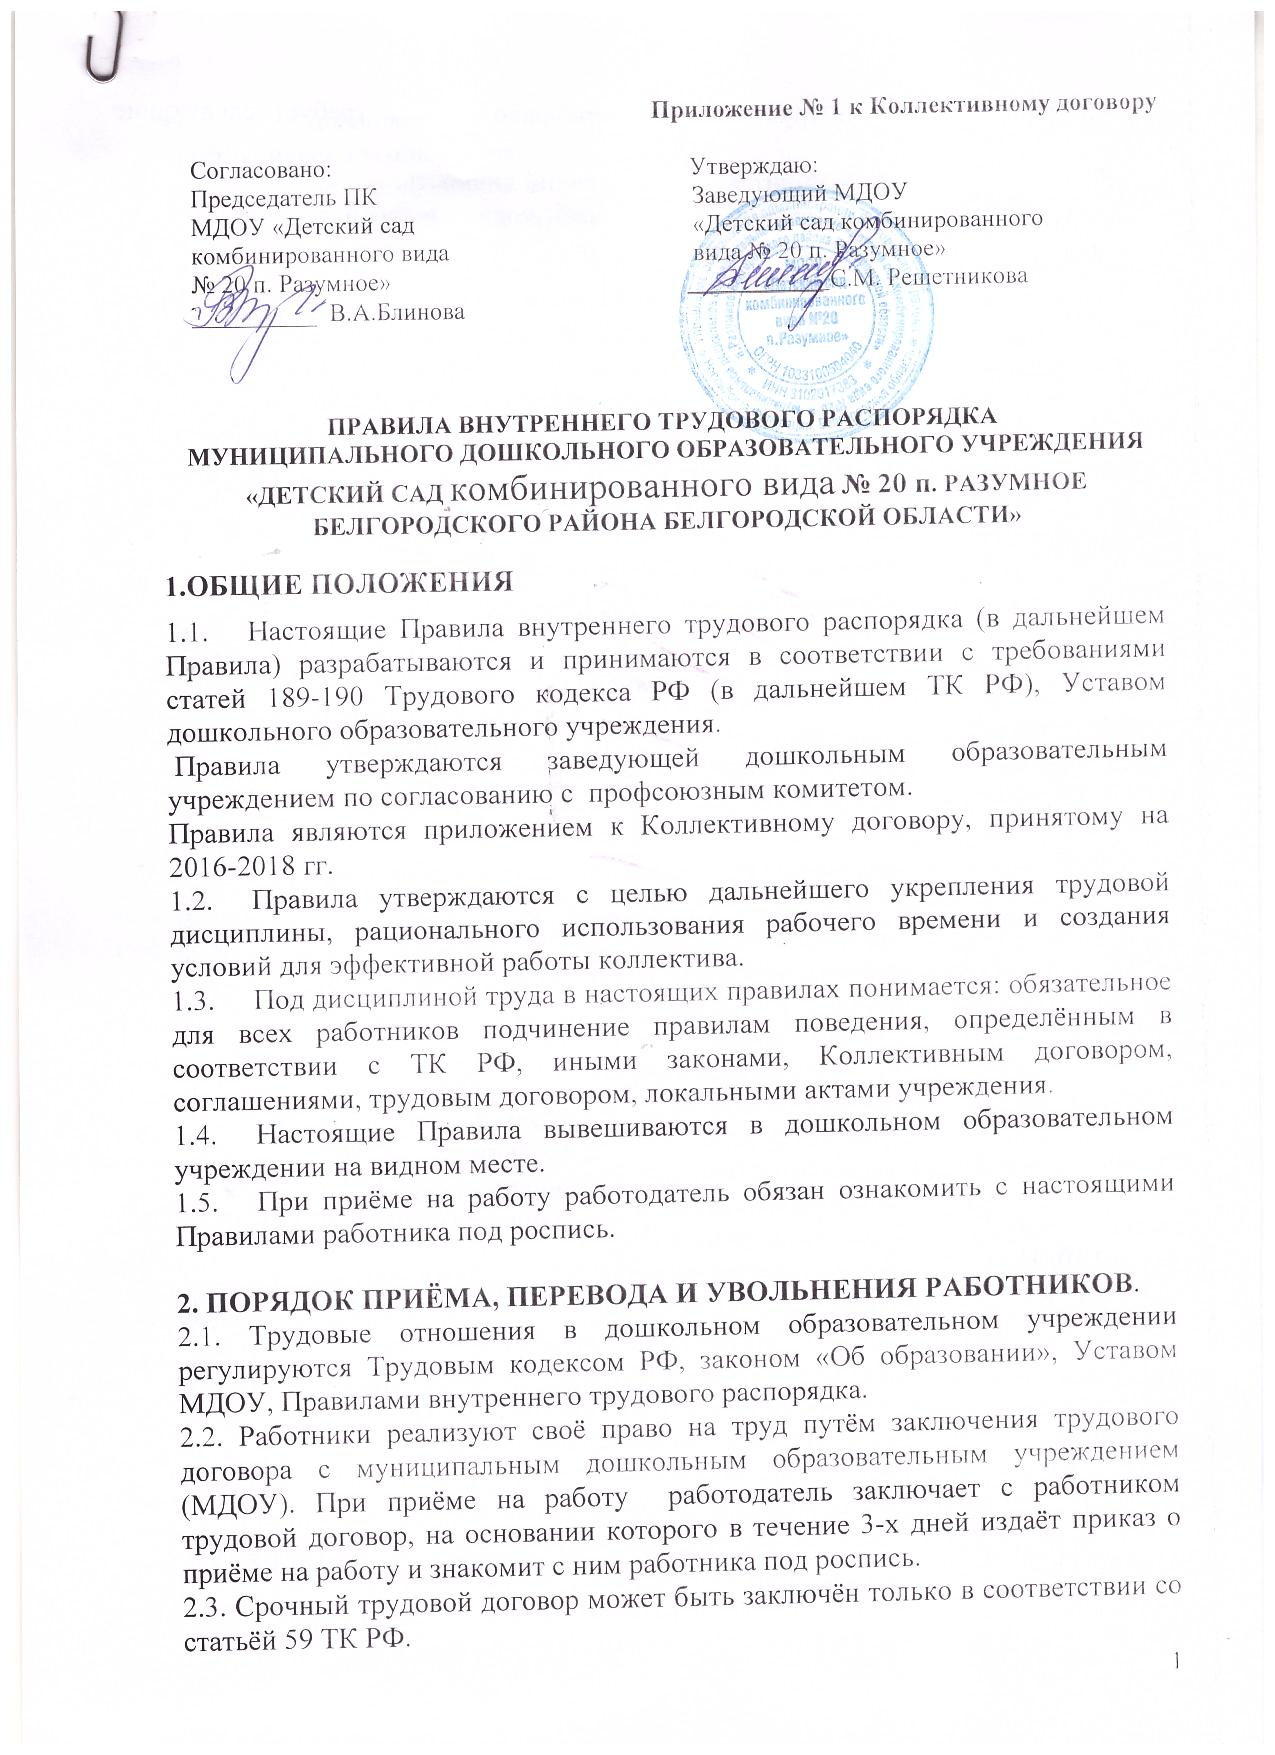 Приложение № 1 к Коллективному договору
Согласовано:
Председатель ПК
МДОУ «Детский сад
комбинированного вида
№ 20 п. Разумное»
В.А.Блинова
Утверждаю:
Заведующий МДОУ
«Детский сад комбинированного
вида № 20 п. Разумное»
С.М. Решетникова
комбинированного
вида №20
п.Разумное»
ПРАВИЛА ВНУТРЕННЕГО ТРУДОВОГО РАСПОРЯДКА
МУНИЦИПАЛЬНОГО ДОШКОЛЬНОГО ОБРАЗОВАТЕЛЬНОГО УЧРЕЖДЕНИЯ
«ДЕТСКИЙ САД комбинированного вида № 20 п. РАЗУМНОЕ
БЕЛГОРОДСКОГО РАЙОНА БЕЛГОРОДСКОЙ ОБЛАСТИ»
1.ОБЩИЕ ПОЛОЖЕНИЯ
1.1. Настоящие Правила внутреннего трудового распорядка (в дальнейшем
Правила) разрабатываются и принимаются в соответствии с требованиями
статей 189-190 Трудового кодекса РФ (в дальнейшем ТК РФ), Уставом
дошкольного образовательного учреждения.
Правила утверждаются заведующей дошкольным образовательным
учреждением по согласованию с профсоюзным комитетом.
Правила являются приложением к Коллективному договору, принятому на
2016-2018 гг.
1.2. Правила утверждаются с целью дальнейшего укрепления трудовой
дисциплины, рационального использования рабочего времени и создания
условий для эффективной работы коллектива.
1.3. Под дисциплиной труда в настоящих правилах понимается: обязательное
для всех работников подчинение правилам поведения, определённым в
соответствии с ТК РФ, иными законами, Коллективным договором,
соглашениями, трудовым договором, локальными актами учреждения.
1.4. Настоящие Правила вывешиваются в дошкольном образовательном
учреждении на видном месте.
1.5. При приёме на работу работодатель обязан ознакомить с настоящими
Правилами работника под роспись.
2. ПОРЯДОК ПРИЁМА, ПЕРЕВОДА И УВОЛЬНЕНИЯ РАБОТНИКОВ.
2.1. Трудовые отношения в дошкольном образовательном учреждении
регулируются Трудовым кодексом РФ, законом «Об образовании», Уставом
МДОУ, Правилами внутреннего трудового распорядка.
2.2. Работники реализуют своё право на труд путём заключения трудового
договора с муниципальным дошкольным образовательным учреждением
(МДОУ). При приёме на работу работодатель заключает с работником
трудовой договор, на основании которого в течение 3-х дней издаёт приказ о
приёме на работу и знакомит с ним работника под роспись.
2.3. Срочный трудовой договор может быть заключён только в соответствии со
статьёй 59 ТК РФ.
1